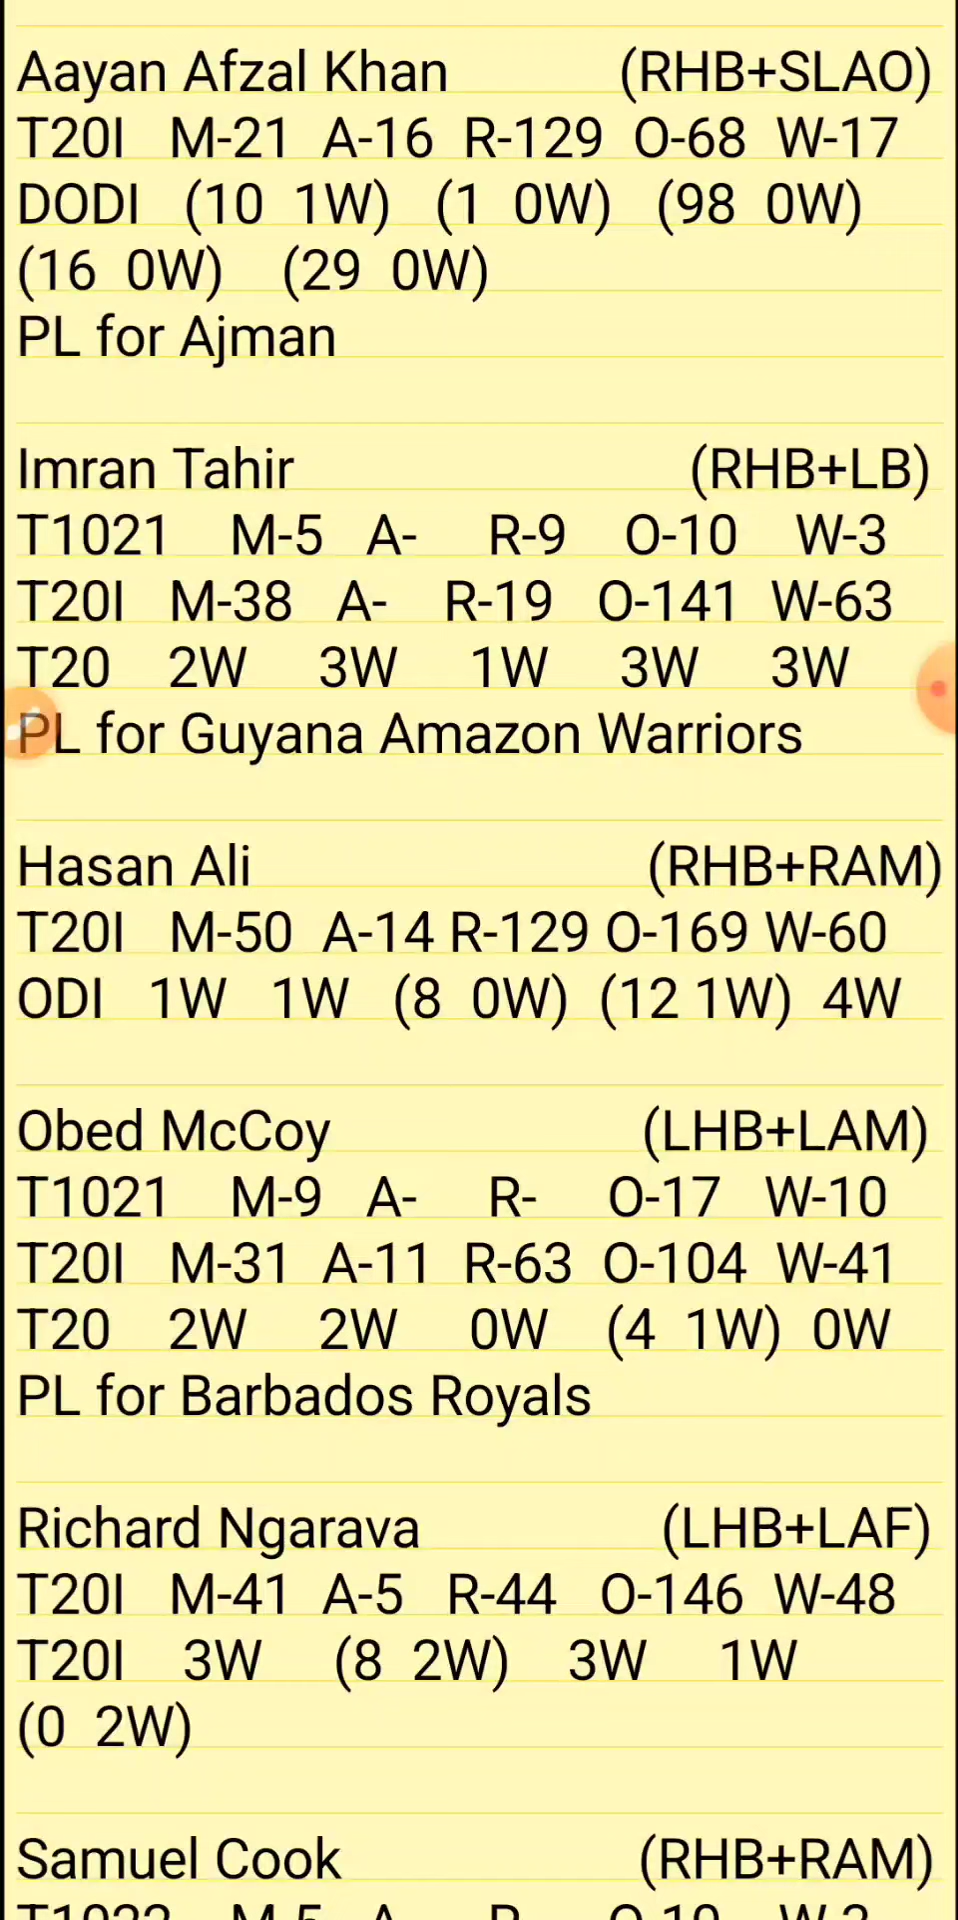 Aayan Afzal Khan (RHB+SLAO)
T20I M-21 A-16 R-129 O-68 W-17
DODI (10 1W) (1 0W) (98 0W)
(16 0W) (29 0W)
PL for Ajman
Imran Tahir (RHB+LB)
T1021 M-5 A- R-9 O-10 W-3
T20I M-38 A- R-19 O-141 W-63
T20 2W 3W 1W 3W 3W
PL for Guyana Amazon Warriors
Hasan Ali (RHB+RAM)
T20I M-50 A-14 R-129 O-169 W-60
ODI 1W 1W (8 0W) (12 1W) 4W
Obed McCoy (LHB+LAM)
T1021 M-9 A- R- O-17 W-10
T20I M-31 A-11 R-63 O-104 W-41
T20 2W 2W 0W (4 1W) 0W
PL for Barbados Royals
Richard Ngarava (LHB+LAF)
T20I M-41 A-5 R-44 O-146 W-48
T20I 3W (8 2W) 3W 1W
(0 2W)
Samuel Cook (RHB+RAM)